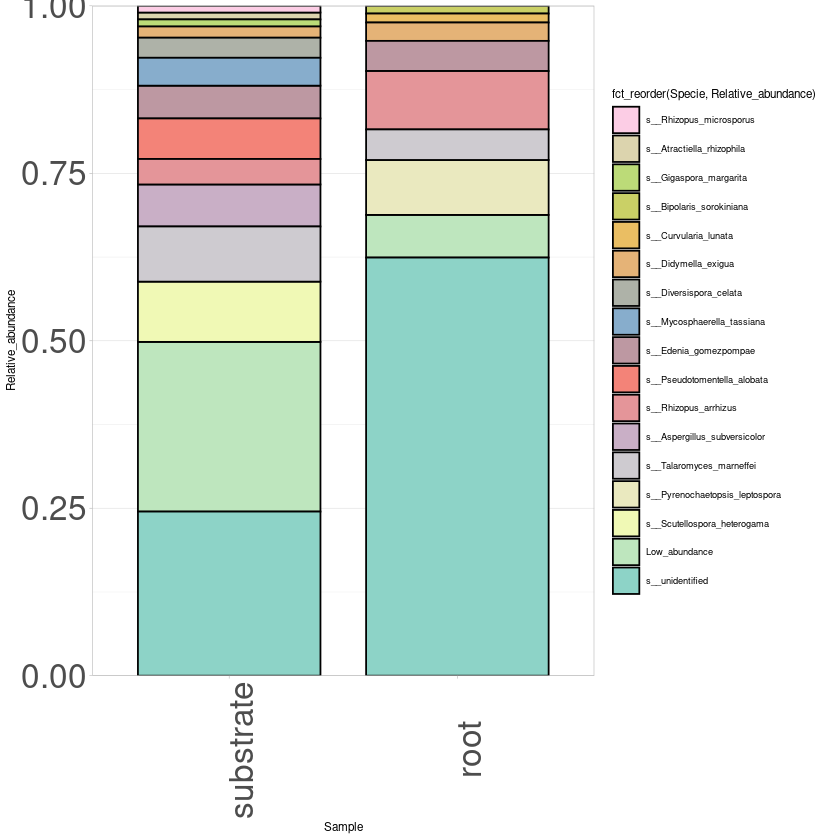 1.00
0.75
0.50
0.25
0.00
Relative_abundance
substrate
root
Sample
fct_reorder(Specie, Relative_abundance)
s__Rhizopus_microsporus
s__Atractiella_rhizophila
s__Gigaspora_margarita
s__Bipolaris_sorokiniana
s__Curvularia_lunata
s__Didymella_exigua
s__Diversispora_celata
s__Mycosphaerella_tassiana
s__Edenia_gomezpompae
s__Pseudotomentella_alobata
s__Rhizopus_arrhizus
s__Aspergillus_subversicolor
s__Talaromyces_marneffei
s__Pyrenochaetopsis_leptospora
s__Scutellospora_heterogama
Low_abundance
s__unidentified